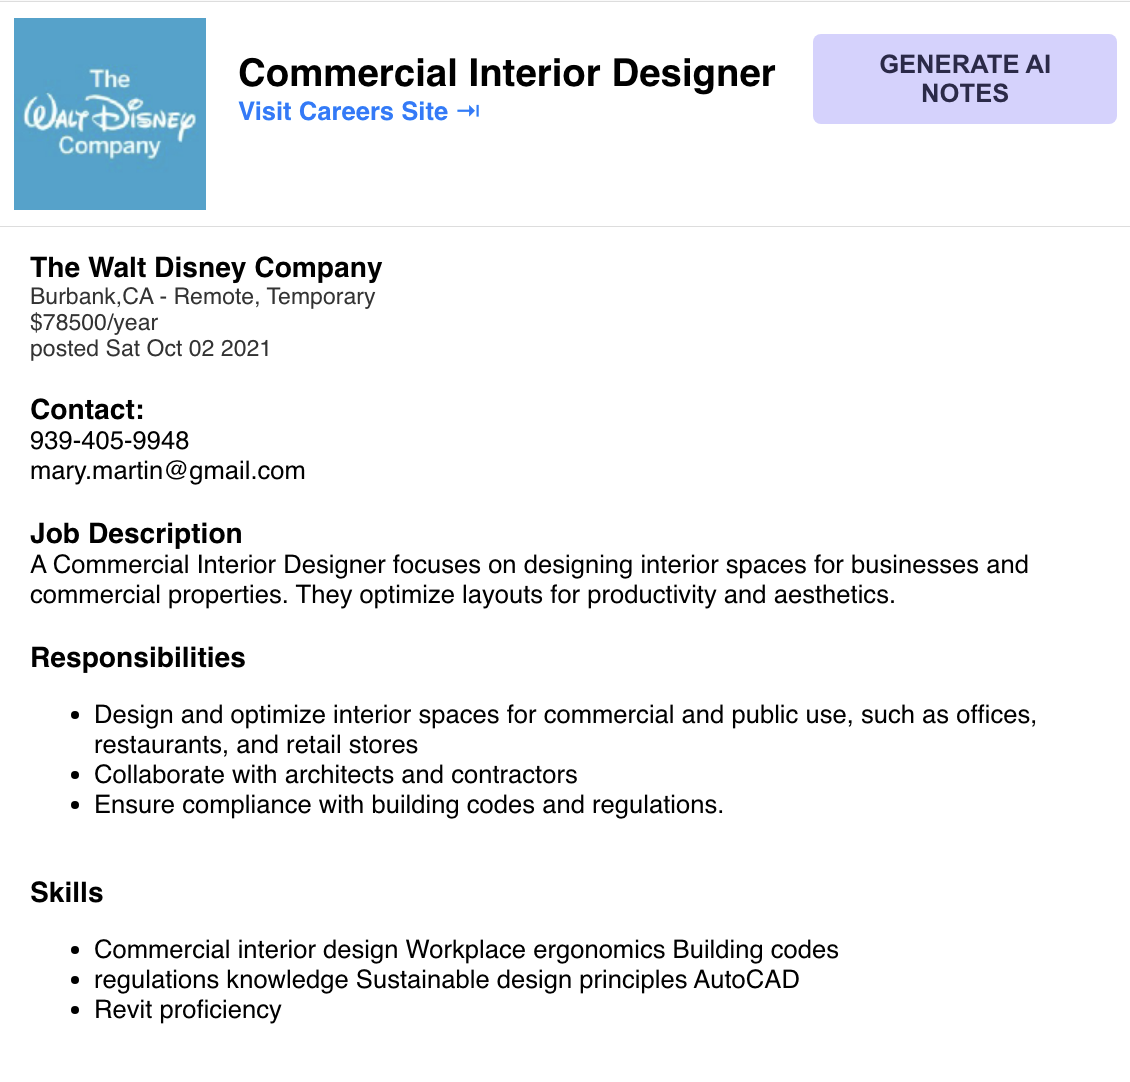 The
WALT DISNEY
Company
Commercial Interior Designer
Visit Careers Site
GENERATE AI
NOTES
The Walt Disney Company
Burbank,CA - Remote, Temporary
$78500/year
posted Sat Oct 02 2021
Contact:
939-405-9948
mary.martin@gmail.com
Job Description
A Commercial Interior Designer focuses on designing interior spaces for businesses and
commercial properties. They optimize layouts for productivity and aesthetics.
Responsibilities
• Design and optimize interior spaces for commercial and public use, such as offices,
restaurants, and retail stores
• Collaborate with architects and contractors
• Ensure compliance with building codes and regulations.
Skills
• Commercial interior design Workplace ergonomics Building codes
• regulations knowledge Sustainable design principles AutoCAD
• Revit proficiency